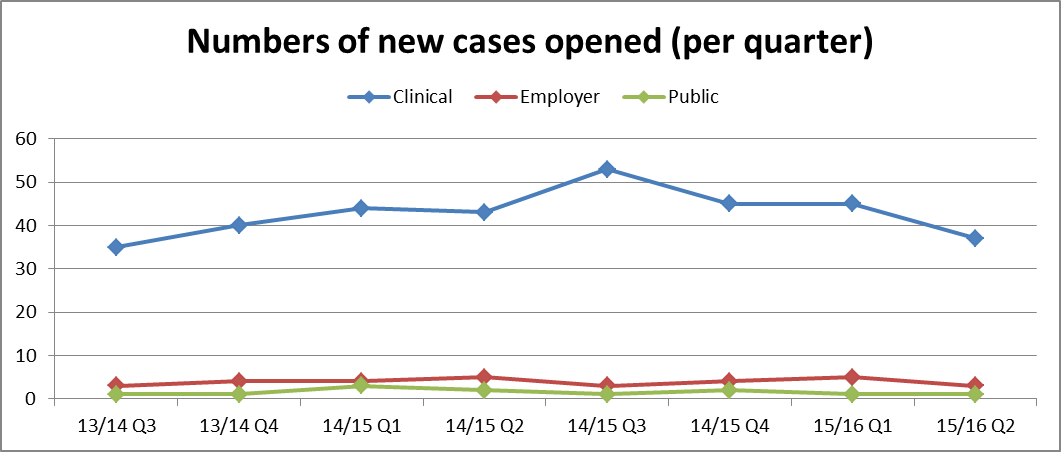 Numbers of new cases opened (per quarter)
Clinical Employer Public
60
50
40
30
20
10
0
13/14 Q3 13/14 Q4 14/15 Q1 14/15 Q2 14/15 Q3 14/15 Q4 15/16 Q1 15/16 Q2